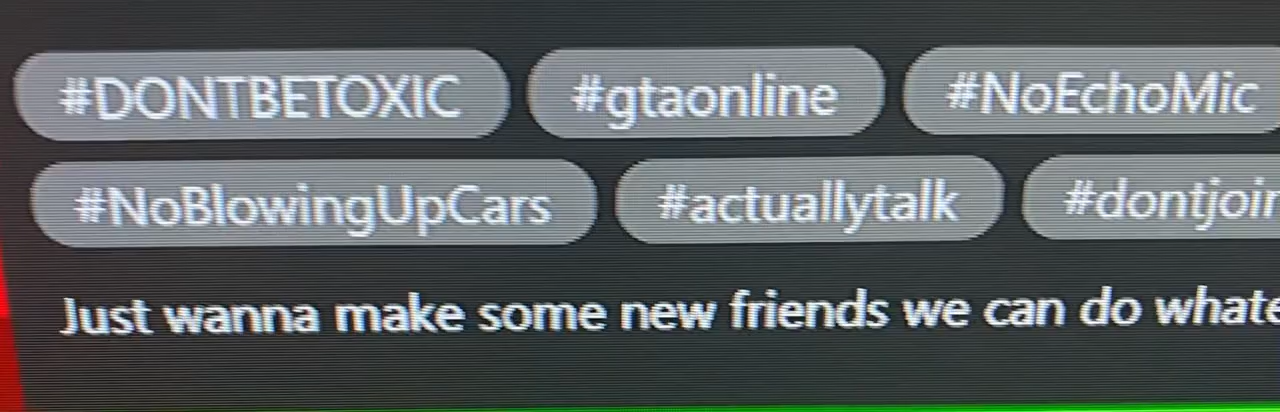 #DONTBETOXIC #gtaonline #NoEchoMic
#NoBlowingUpCars #actuallytalk
Just wanna make some new friends we can do